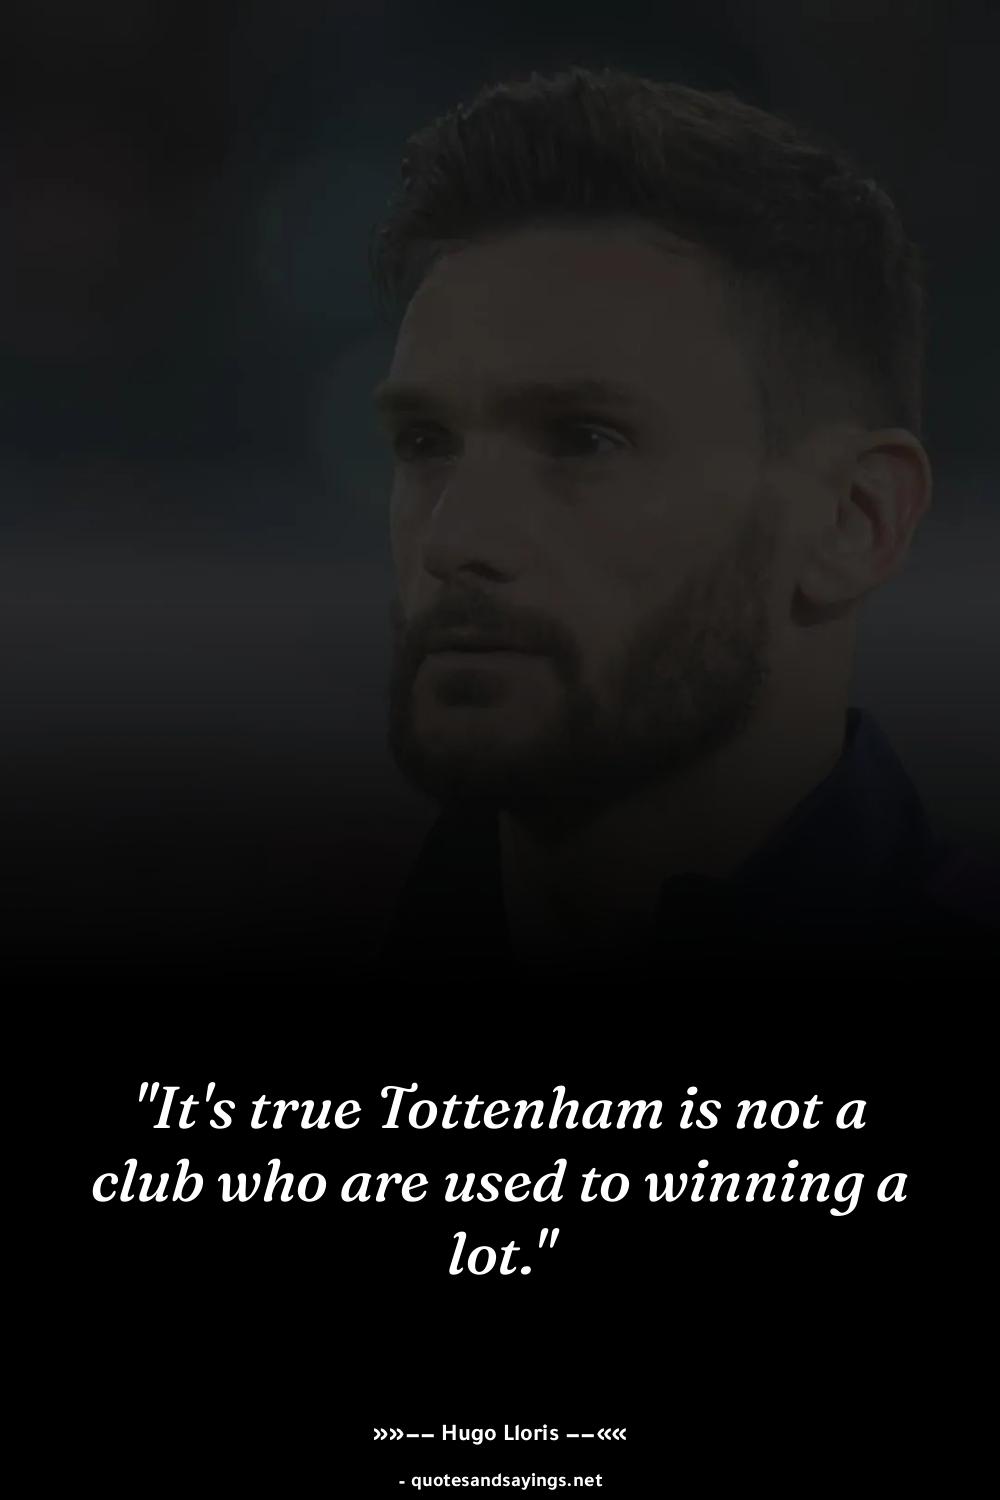 "It's true Tottenham is not a
club who are used to winning a
lot."
»»–– Hugo Lloris ––««
- quotesandsayings.net